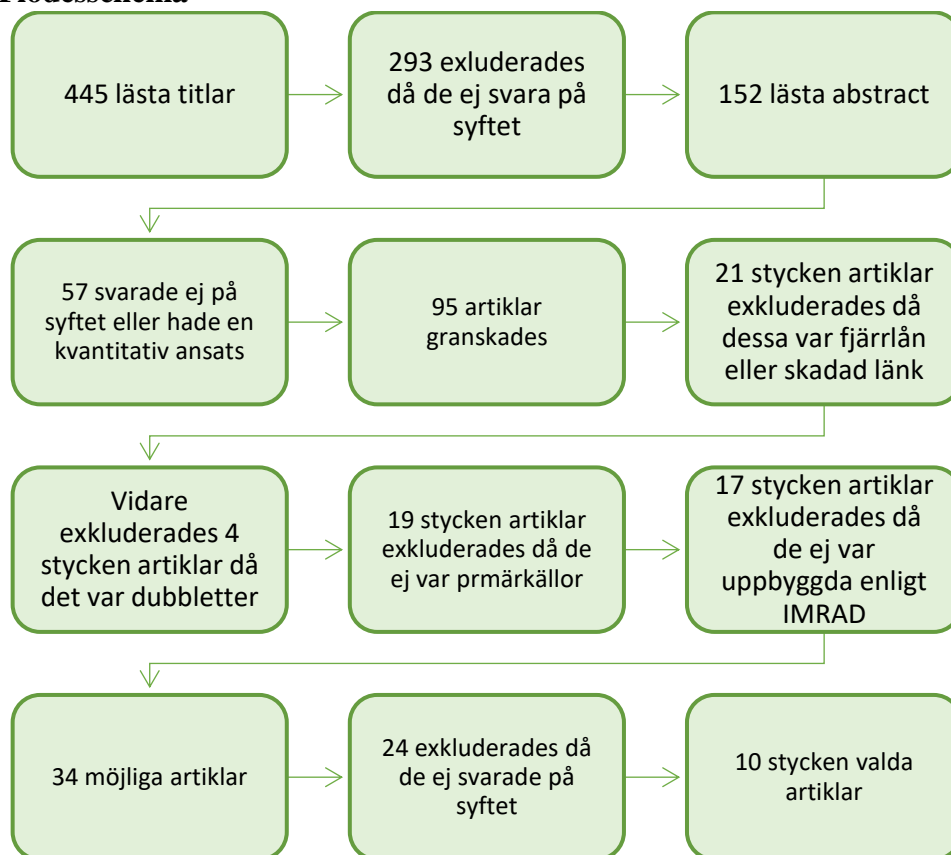 445 lästa titlar
293 exluderades
då de ej svara på
syftet
152 lästa abstract
57 svarade ej på
syftet eller hade en
kvantitativ ansats
95 artiklar
granskades
21 stycken artiklar
exkluderades då
dessa var fjärrlån
eller skadad länk
Vidare
exkluderades 4
stycken artiklar då
det var dubbletter
19 stycken artiklar
exkluderades då de
ej var prmärkällor
17 stycken artiklar
exkluderades då
de ej var
uppbyggda enligt
IMRAD
34 möjliga artiklar
24 exkluderades då
de ej svarade på
syftet
10 stycken valda
artiklar